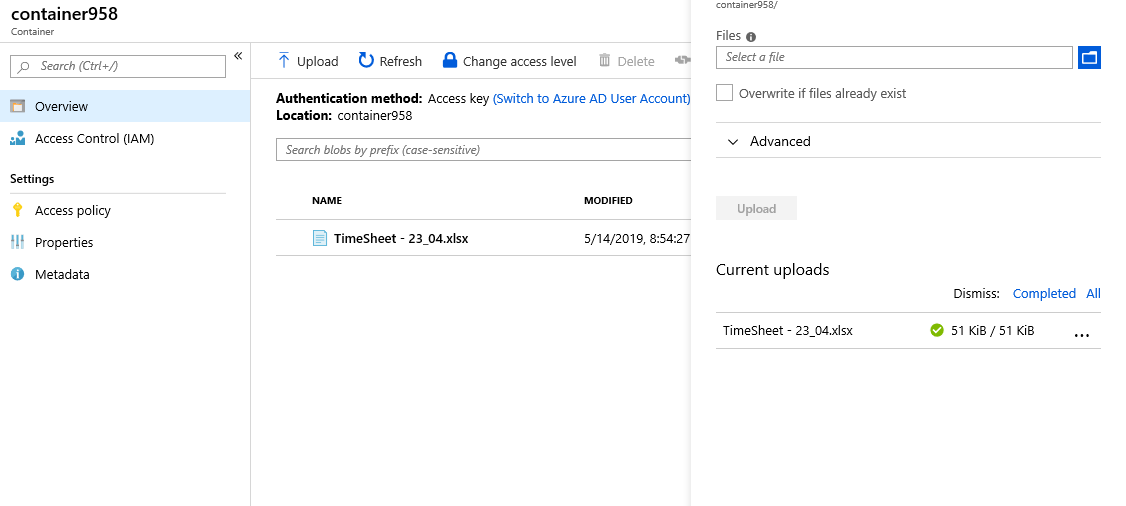 container958
Container
Search (Ctrl+/)
«
Overview
Access Control (IAM)
Settings
Access policy
Properties
Metadata
Upload
Refresh
Change access level
Delete
Authentication method: Access key (Switch to Azure AD User Account)
Location: container958
Search blobs by prefix (case-sensitive)
NAME MODIFIED
TimeSheet - 23_04.xlsx 5/14/2019, 8:54:27
container958/
Files
Select a file
Overwrite if files already exist
Advanced
Upload
Current uploads
Dismiss: Completed All
TimeSheet - 23_04.xlsx 51 KiB / 51 KiB ...